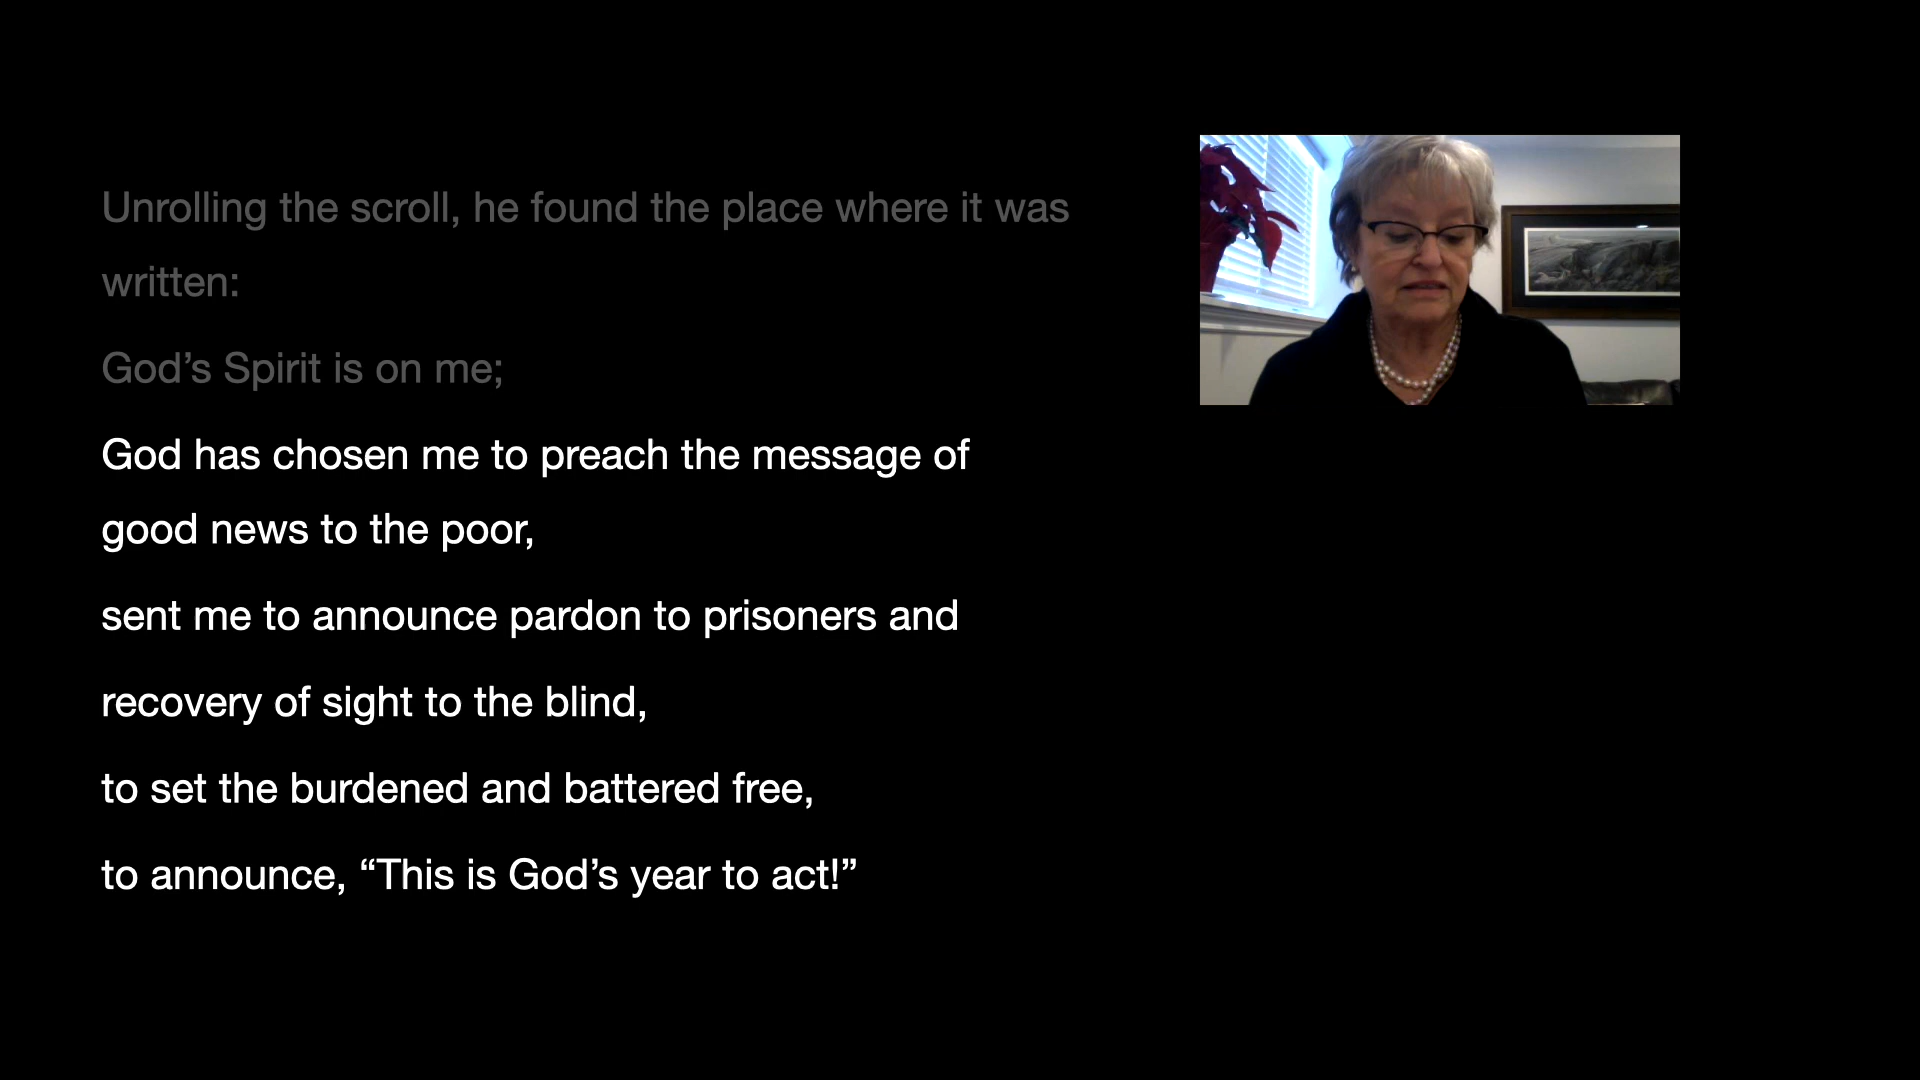 Unrolling the scroll, he found the place where it was
written:
God’s Spirit is on me;
God has chosen me to preach the message of
good news to the poor,
sent me to announce pardon to prisoners and
recovery of sight to the blind,
to set the burdened and battered free,
to announce, “This is God’s year to act!”